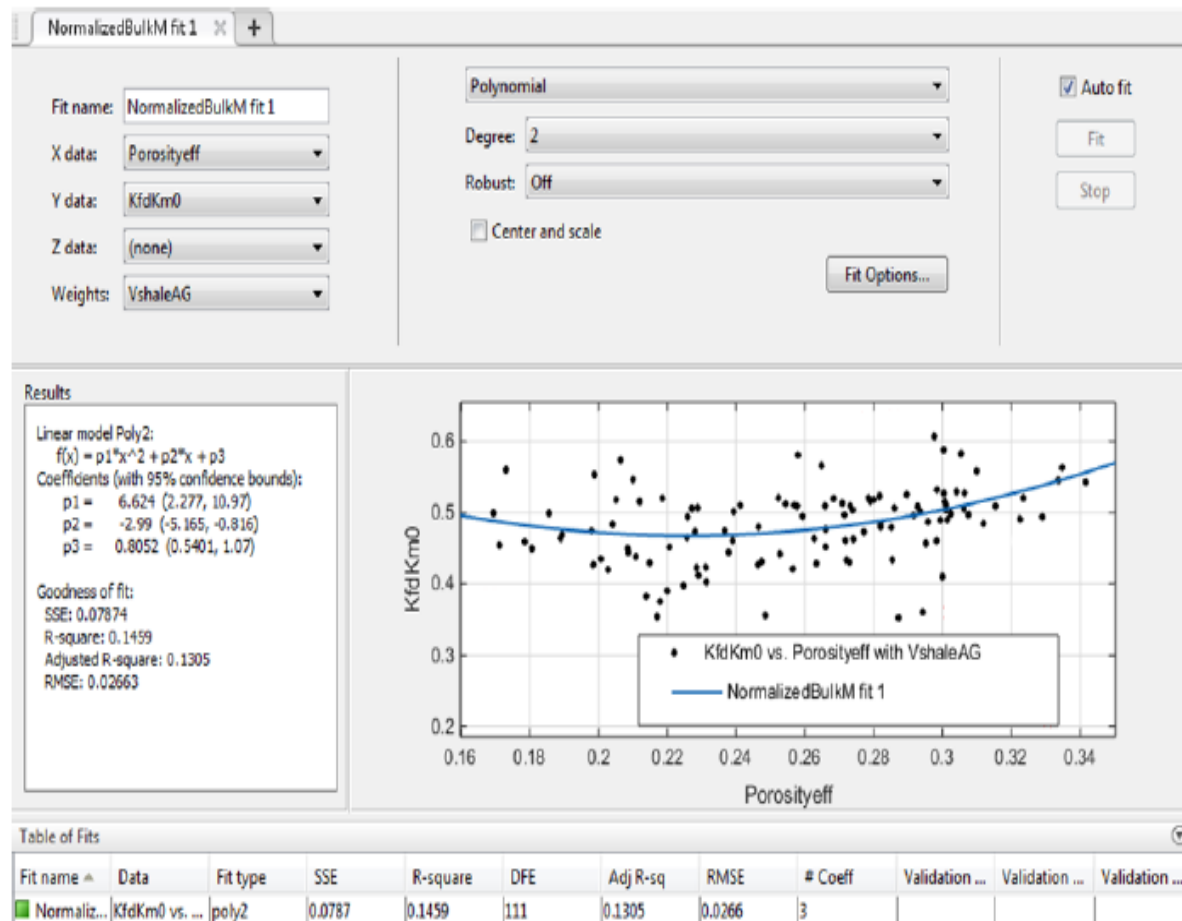 NormalizedBulkM fit 1
+
Fit name: NormalizedBulkM fit 1
X data: Porosityeff
Y data: KfdKm0
Z data: (none)
Weights: VshaleAG
Polynomial
Degree: 2
Robust: Off
Center and scale
Fit Options...
Auto fit
Fit
Stop
Results
Linear model Poly2:
f(x) = p1*x^2 + p2*x + p3
Coefficients (with 95% confidence bounds):
p1 = 6.624 (2.277, 10.97)
p2 = -2.99 (-5.165, -0.816)
p3 = 0.8052 (0.5401, 1.07)
Goodness of fit:
SSE: 0.07874
R-square: 0.1459
Adjusted R-square: 0.1305
RMSE: 0.02663
KfdKm0
0.6
0.5
0.4
0.3
0.2
KfdKm0 vs. Porosityeff with VshaleAG
NormalizedBulkM fit 1
0.16 0.18 0.2 0.22 0.24 0.26 0.28 0.3 0.32 0.34
Porosityeff
Table of Fits
Fit name Data Fit type SSE R-square DFE Adj R-sq RMSE # Coeff Validation ... Validation ... Validation ...
Normaliz... KfdKm0 vs. ... poly2 0.0787 0.1459 111 0.1305 0.0266 3